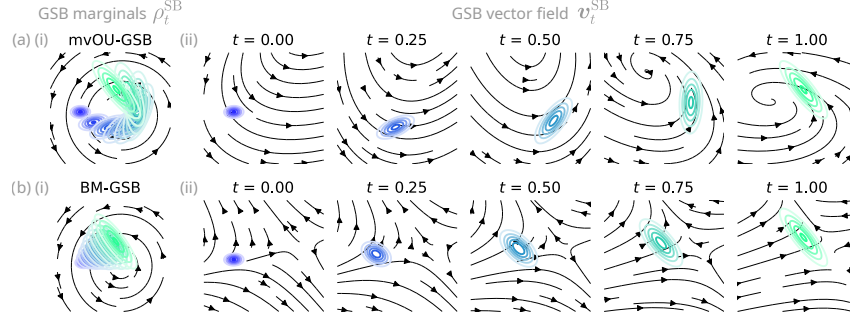 GSB marginals ρ_t^SB
GSB vector field v_t^SB
(a) (i) mvOU-GSB (ii) t = 0.00 t = 0.25 t = 0.50 t = 0.75 t = 1.00
(b) (i) BM-GSB (ii) t = 0.00 t = 0.25 t = 0.50 t = 0.75 t = 1.00